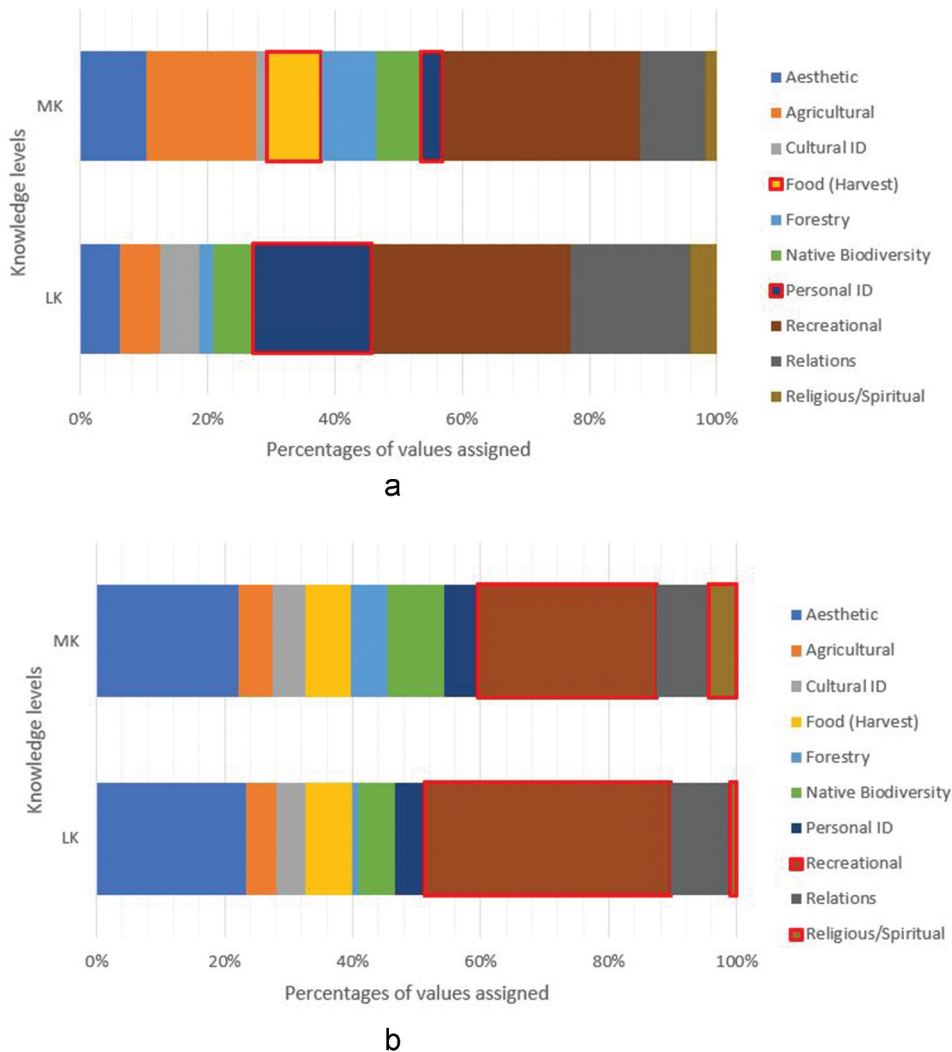 MK
LK
Knowledge levels
0% 20% 40% 60% 80% 100%
Percentages of values assigned
Aesthetic
Agricultural
Cultural ID
Food (Harvest)
Forestry
Native Biodiversity
Personal ID
Recreational
Relations
Religious/Spiritual
a
MK
LK
Knowledge levels
0% 20% 40% 60% 80% 100%
Percentages of values assigned
Aesthetic
Agricultural
Cultural ID
Food (Harvest)
Forestry
Native Biodiversity
Personal ID
Recreational
Relations
Religious/Spiritual
b